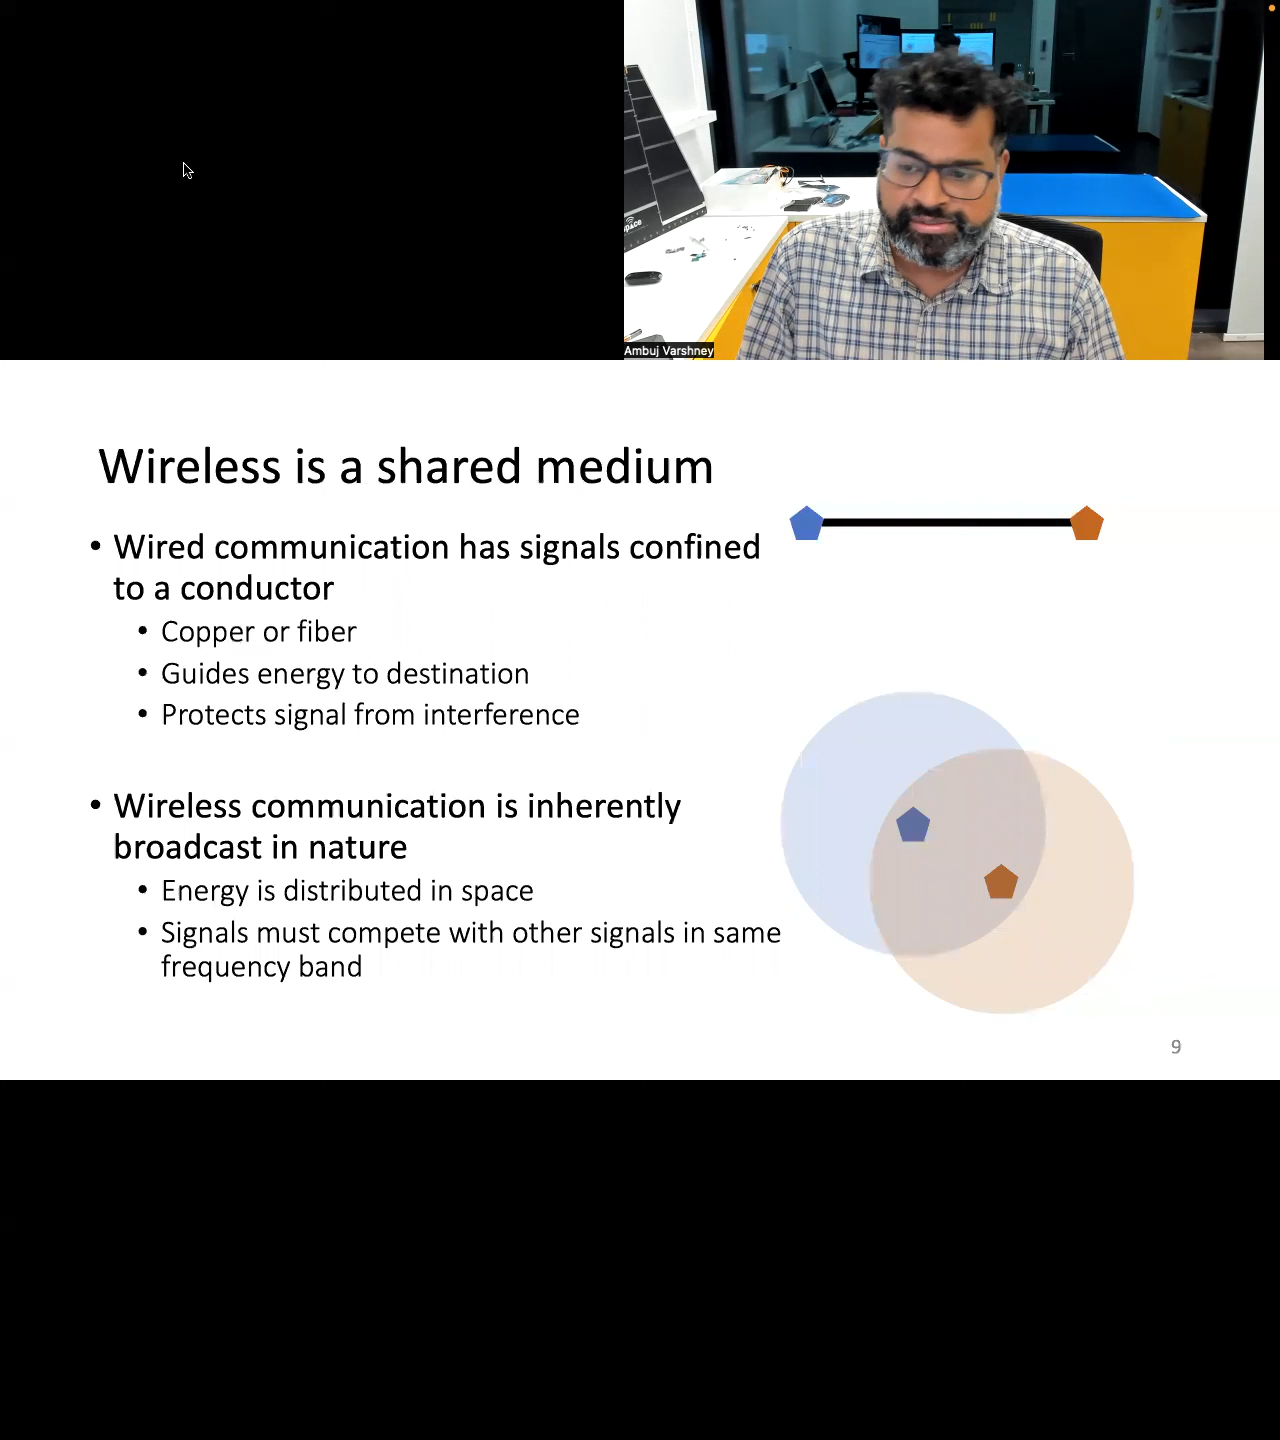 space
Ambuj Varshney
Wireless is a shared medium
• Wired communication has signals confined
to a conductor
• Copper or fiber
• Guides energy to destination
• Protects signal from interference
• Wireless communication is inherently
broadcast in nature
• Energy is distributed in space
• Signals must compete with other signals in same
frequency band
9